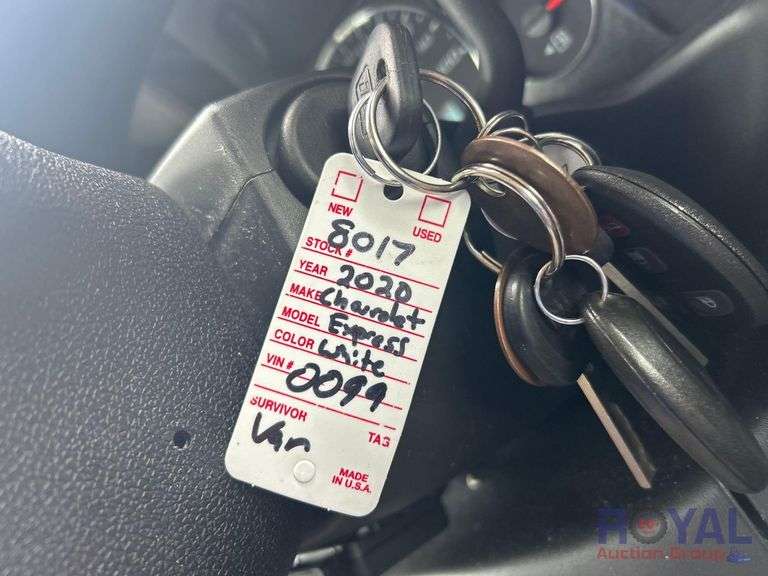 NEW USED
STOCK # 8017
YEAR 2020
MAKE Chevrolet
MODEL Express
COLOR White
VIN # 0099
SURVIVOR TAG
Van
MADE
IN U.S.A.
ROYAL
Auction Group